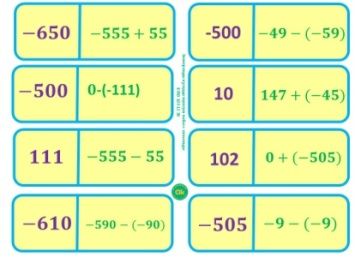 −650 −555 + 55
-500 −49 − (−59)
−500 0-(-111)
10 147 + (−45)
111 −555 − 55
102 0 + (−505)
−610 −590 − (−90)
−505 −9 − (−9)